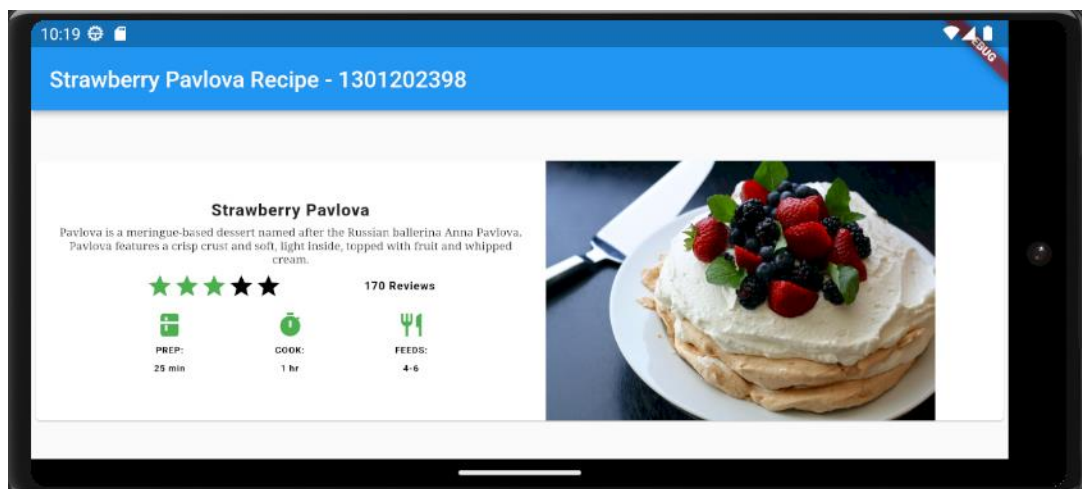 10:19
DEBUG
Strawberry Pavlova Recipe - 1301202398
Strawberry Pavlova
Pavlova is a meringue-based dessert named after the Russian ballerina Anna Pavlova.
Pavlova features a crisp crust and soft, light inside, topped with fruit and whipped
cream.
170 Reviews
PREP: COOK: FEEDS:
25 min 1 hr 4-6